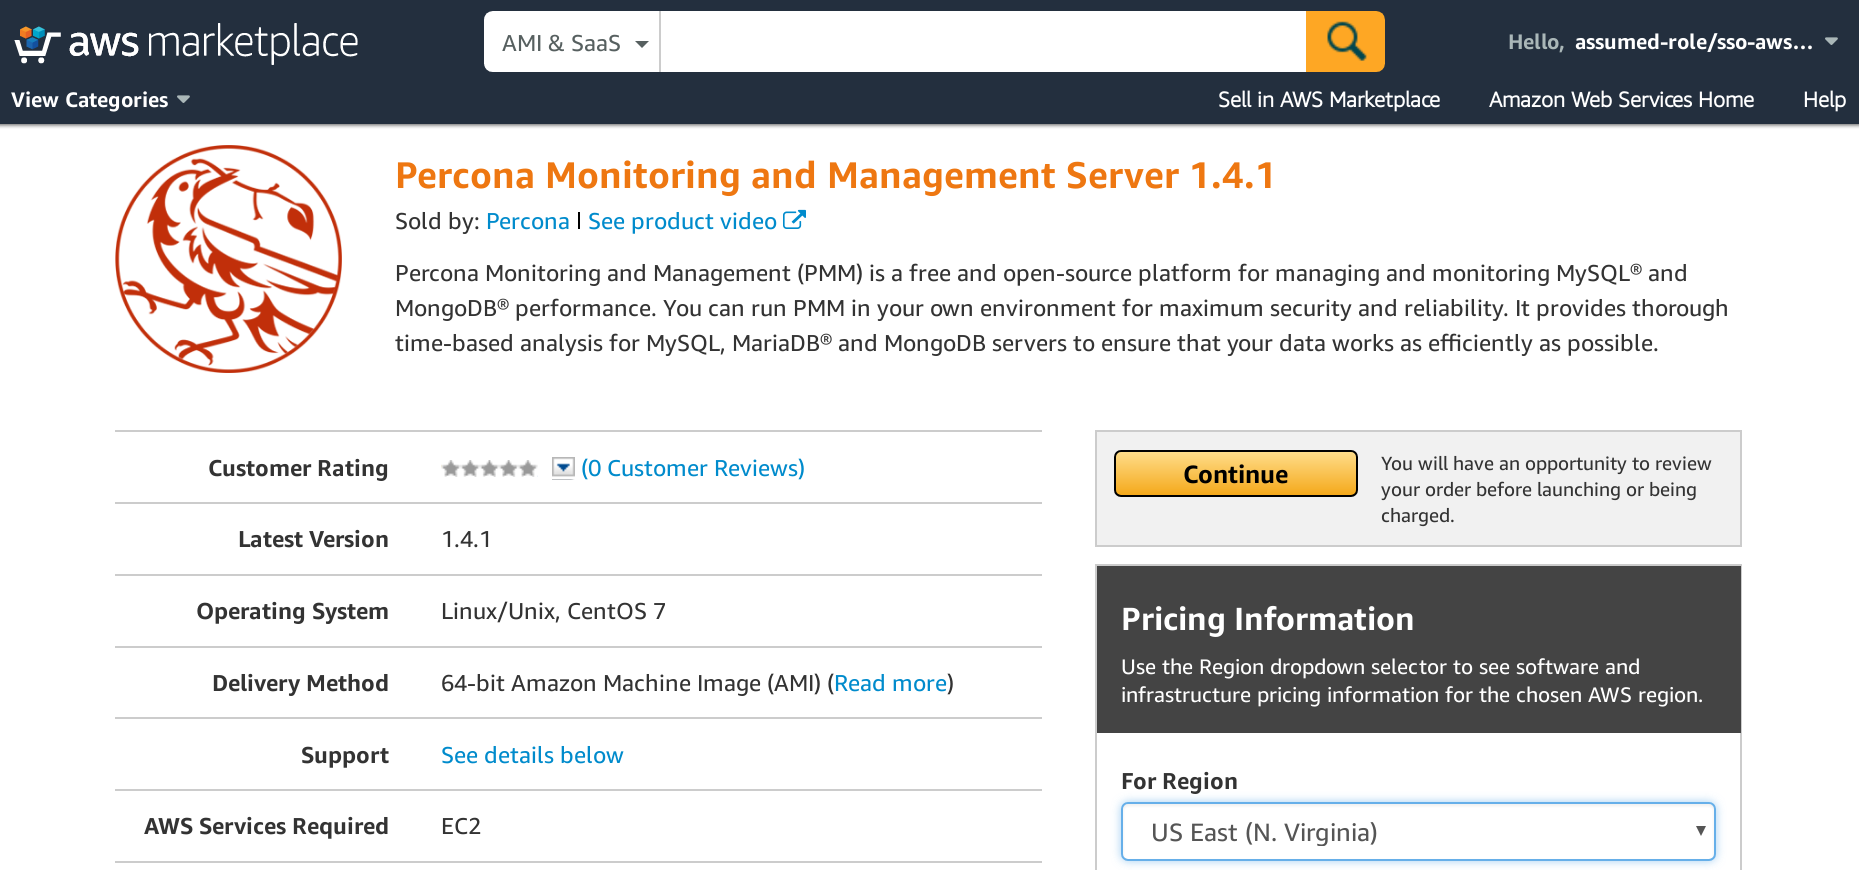 aws marketplace
AMI & SaaS
Hello, assumed-role/sso-aws...
View Categories
Sell in AWS Marketplace
Amazon Web Services Home
Help
Percona Monitoring and Management Server 1.4.1
Sold by: Percona | See product video
Percona Monitoring and Management (PMM) is a free and open-source platform for managing and monitoring MySQL® and
MongoDB® performance. You can run PMM in your own environment for maximum security and reliability. It provides thorough
time-based analysis for MySQL, MariaDB® and MongoDB servers to ensure that your data works as efficiently as possible.
Customer Rating
(0 Customer Reviews)
Latest Version
1.4.1
Operating System
Linux/Unix, CentOS 7
Delivery Method
64-bit Amazon Machine Image (AMI) (Read more)
Support
See details below
AWS Services Required
EC2
Continue
You will have an opportunity to review
your order before launching or being
charged.
Pricing Information
Use the Region dropdown selector to see software and
infrastructure pricing information for the chosen AWS region.
For Region
US East (N. Virginia)